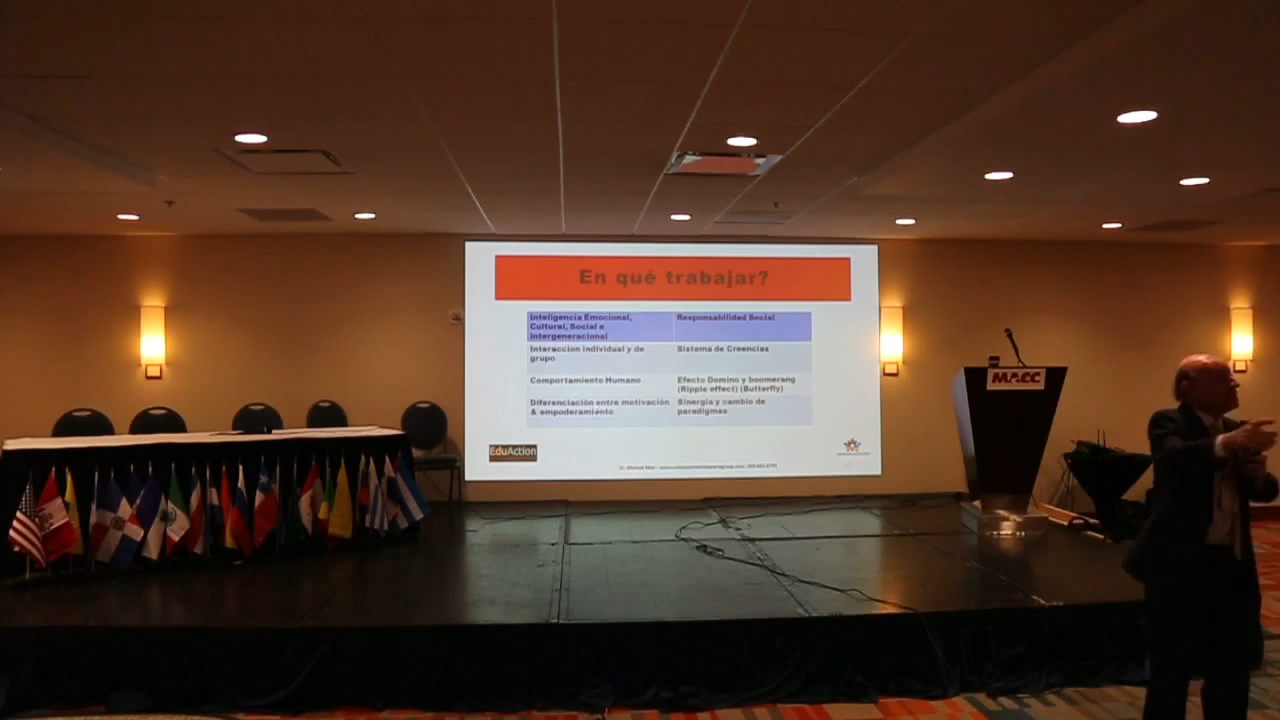 En qué trabajar?
Inteligencia Emocional,
Cultural, Social e
Intergeneracional
Responsabilidad Social
Interaccion individual y de
grupo
Sistema de Creencias
Comportamiento Humano
Efecto Domino y boomerang
(Ripple effect) (Butterfly)
Diferenciación entre motivación
& empoderamiento
Sinergia y cambio de
paradigmas
EduAction
MACC